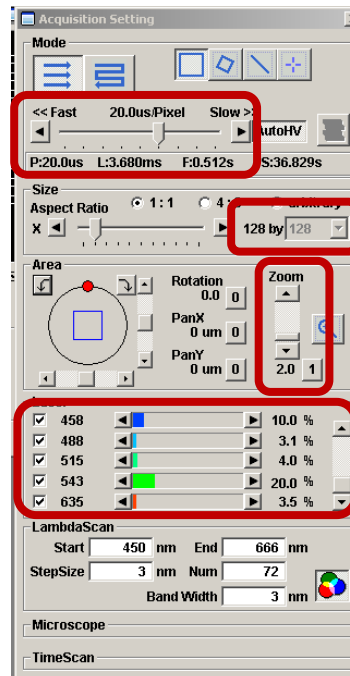 Acquisition Setting
Mode
<< Fast 20.0us/Pixel Slow >
AutoHV
P:20.0us L:3.680ms F:0.512s S:36.829s
Size
Aspect Ratio 1:1
X 128 by 128
Area
Rotation Zoom
0.0 0
PanX
0 um 0
PanY
0 um 0 2.0 1
458 10.0 %
488 3.1 %
515 4.0 %
543 20.0 %
635 3.5 %
LambdaScan
Start 450 nm End 666 nm
StepSize 3 nm Num 72
Band Width 3 nm
Microscope
TimeScan